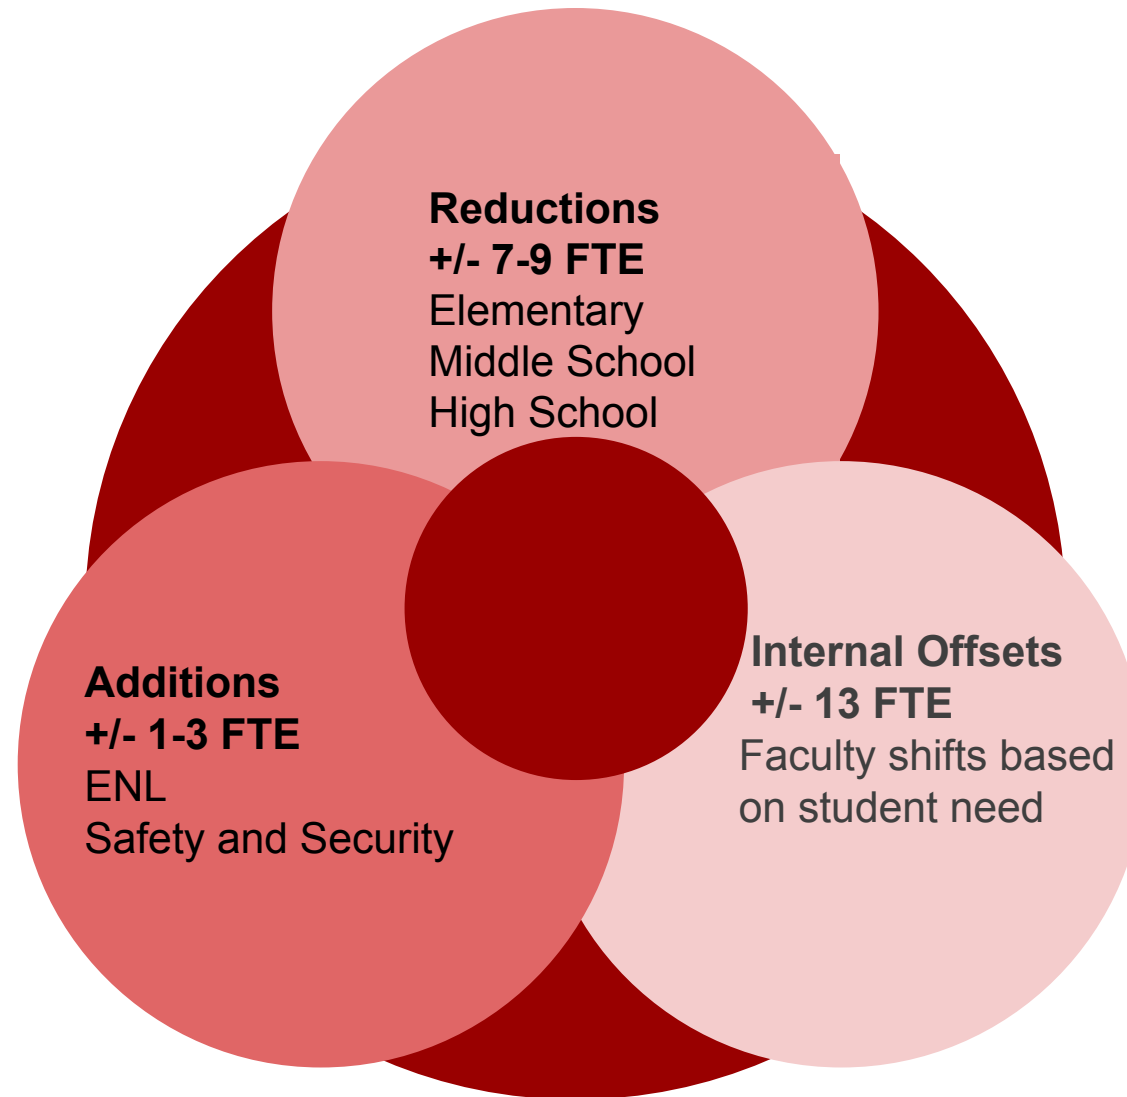 Reductions
+/- 7-9 FTE
Elementary
Middle School
High School
Additions
+/- 1-3 FTE
ENL
Safety and Security
Internal Offsets
+/- 13 FTE
Faculty shifts based
on student need